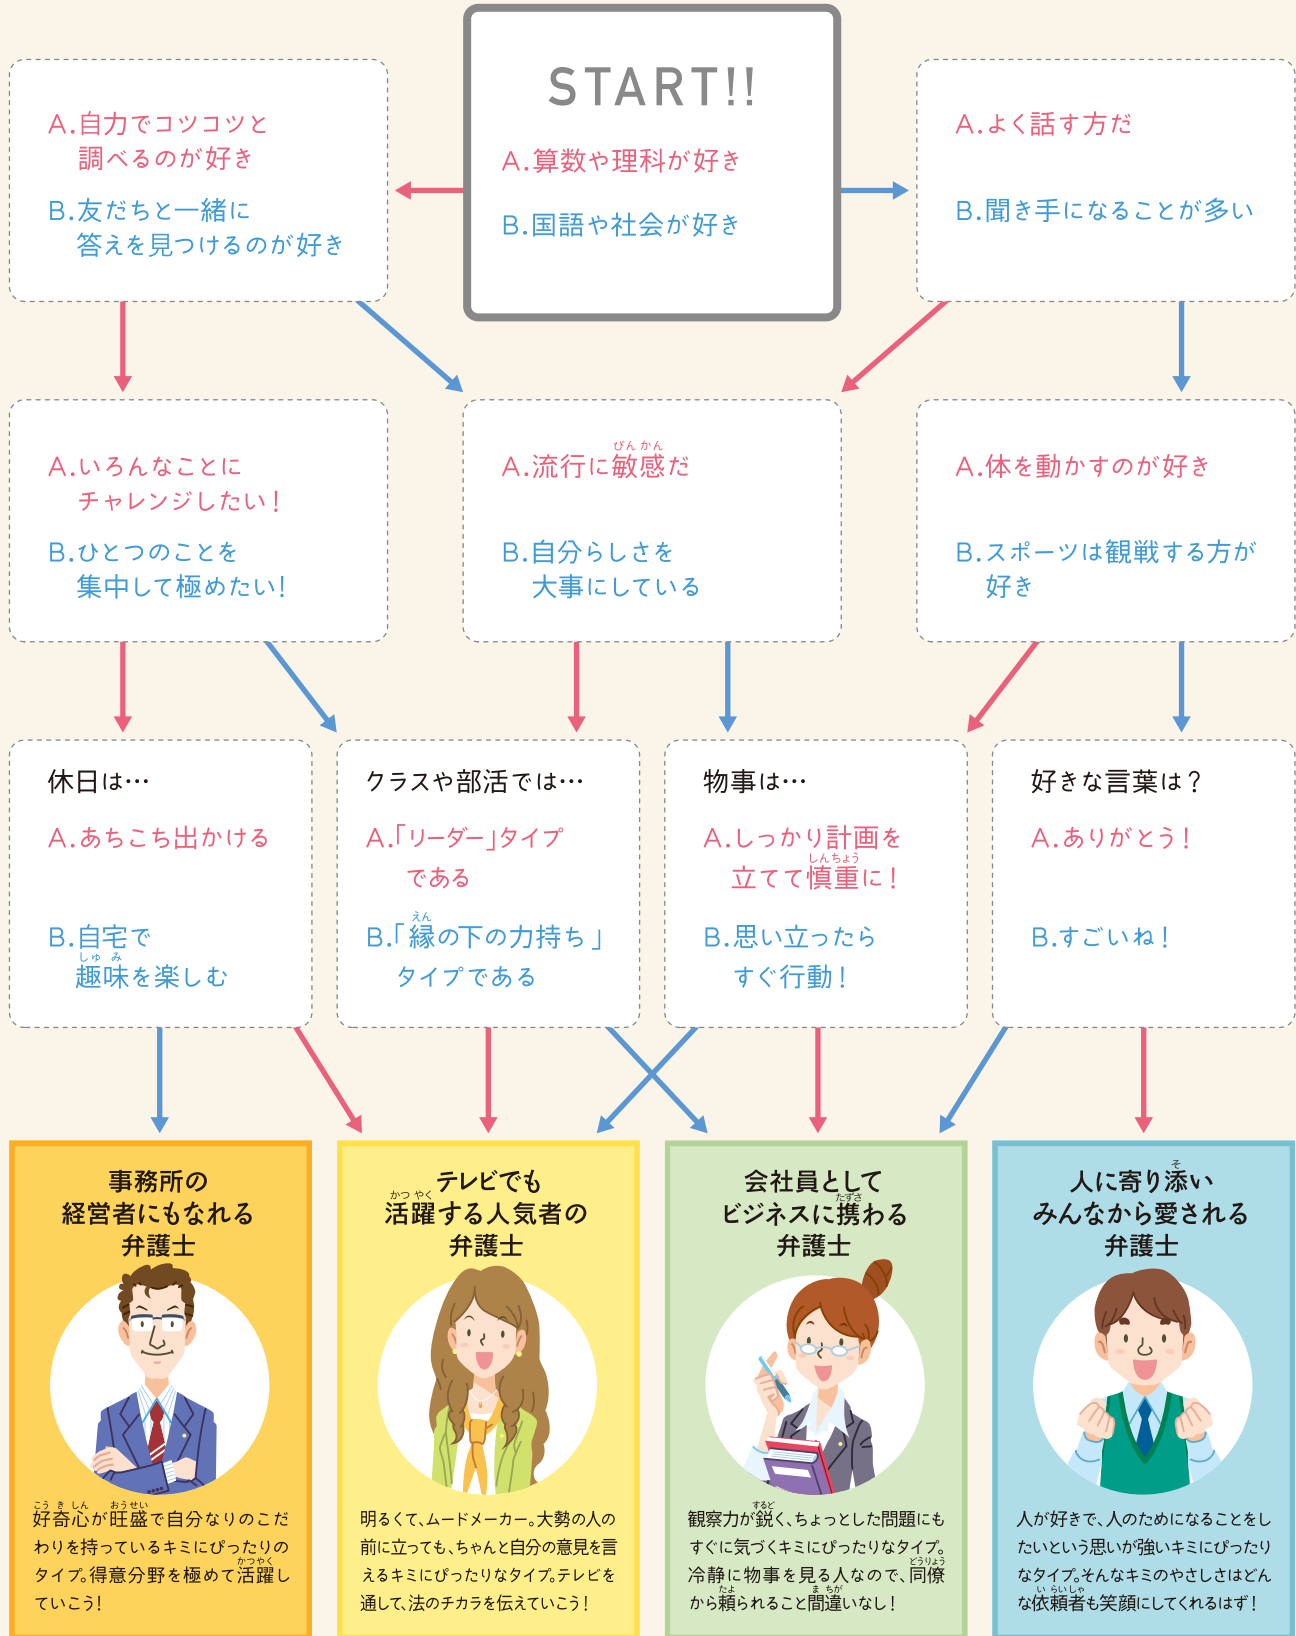 START!!
A.算数や理科が好き
B.国語や社会が好き
A.自力でコツコツと
調べるのが好き
B.友だちと一緒に
答えを見つけるのが好き
A.よく話す方だ
B.聞き手になることが多い
A.いろんなことに
チャレンジしたい!
B.ひとつのことを
集中して極めたい!
びんかん
A.流行に敏感だ
B.自分らしさを
大事にしている
A.体を動かすのが好き
B.スポーツは観戦する方が
好き
休日は…
A.あちこち出かける
B.自宅で
しゅみ
趣味を楽しむ
クラスや部活では…
A.「リーダー」タイプ
である
えん
B.「縁の下の力持ち」
タイプである
物事は…
A.しっかり計画を
しんちょう
立てて慎重に!
B.思い立ったら
すぐ行動!
好きな言葉は?
A.ありがとう!
B.すごいね!
事務所の
経営者にもなれる
弁護士
こうきしん おうせい
好奇心が旺盛で自分なりのこだ
わりを持っているキミにぴったりの
かつやく
タイプ。得意分野を極めて活躍し
ていこう!
テレビでも
かつやく
活躍する人気者の
弁護士
明るくて、ムードメーカー。大勢の人の
前に立っても、ちゃんと自分の意見を言
えるキミにぴったりなタイプ。テレビを
通して、法のチカラを伝えていこう!
会社員として
たずさ
ビジネスに携わる
弁護士
するど
観察力が鋭く、ちょっとした問題にも
すぐに気づくキミにぴったりなタイプ。
どうりょう
冷静に物事を見る人なので、同僚
たよ まちが
から頼られること間違いなし!
そ
人に寄り添い
みんなから愛される
弁護士
人が好きで、人のためになることをし
たいという思いが強いキミにぴったり
なタイプ。そんなキミのやさしさはどん
いらいしゃ
な依頼者も笑顔にしてくれるはず!